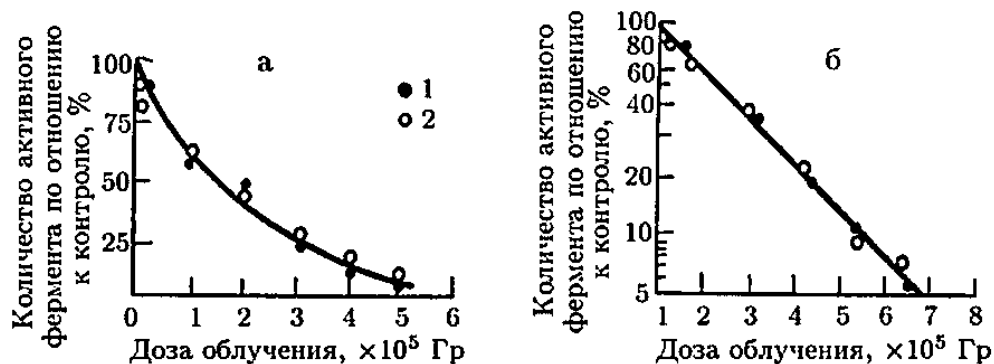 Количество активного
фермента по отношению
к контролю, %
100
75
50
25
а
1
2
0 1 2 3 4 5 6
Доза облучения, ×10⁵ Гр
Количество активного
фермента по отношению
к контролю, %
100
80
60
40
20
10
5
б
1 2 3 4 5 6 7 8
Доза облучения, ×10⁵ Гр